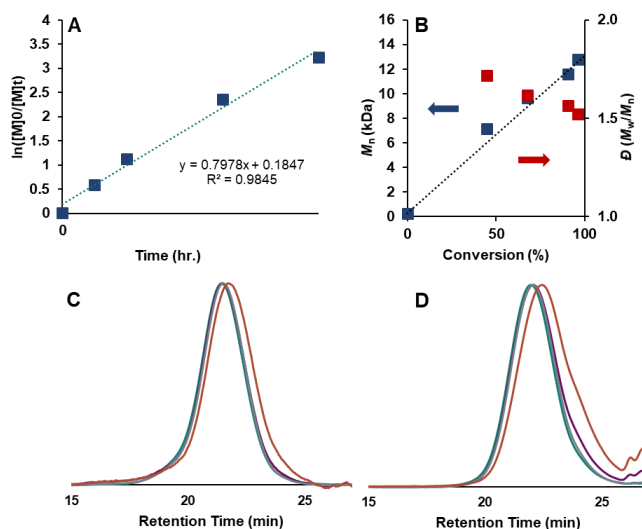 A
4
3.5
3
2.5
2
1.5
1
0.5
0
ln([M]0/[M]t)
y = 0.7978x + 0.1847
R² = 0.9845
0
Time (hr.)
B
16
14
12
10
8
6
4
2
0
Mn (kDa)
2.0
1.5
1.0
Đ (Mw/Mn)
0
50
100
Conversion (%)
C
15
20
25
Retention Time (min)
D
15
20
25
Retention Time (min)